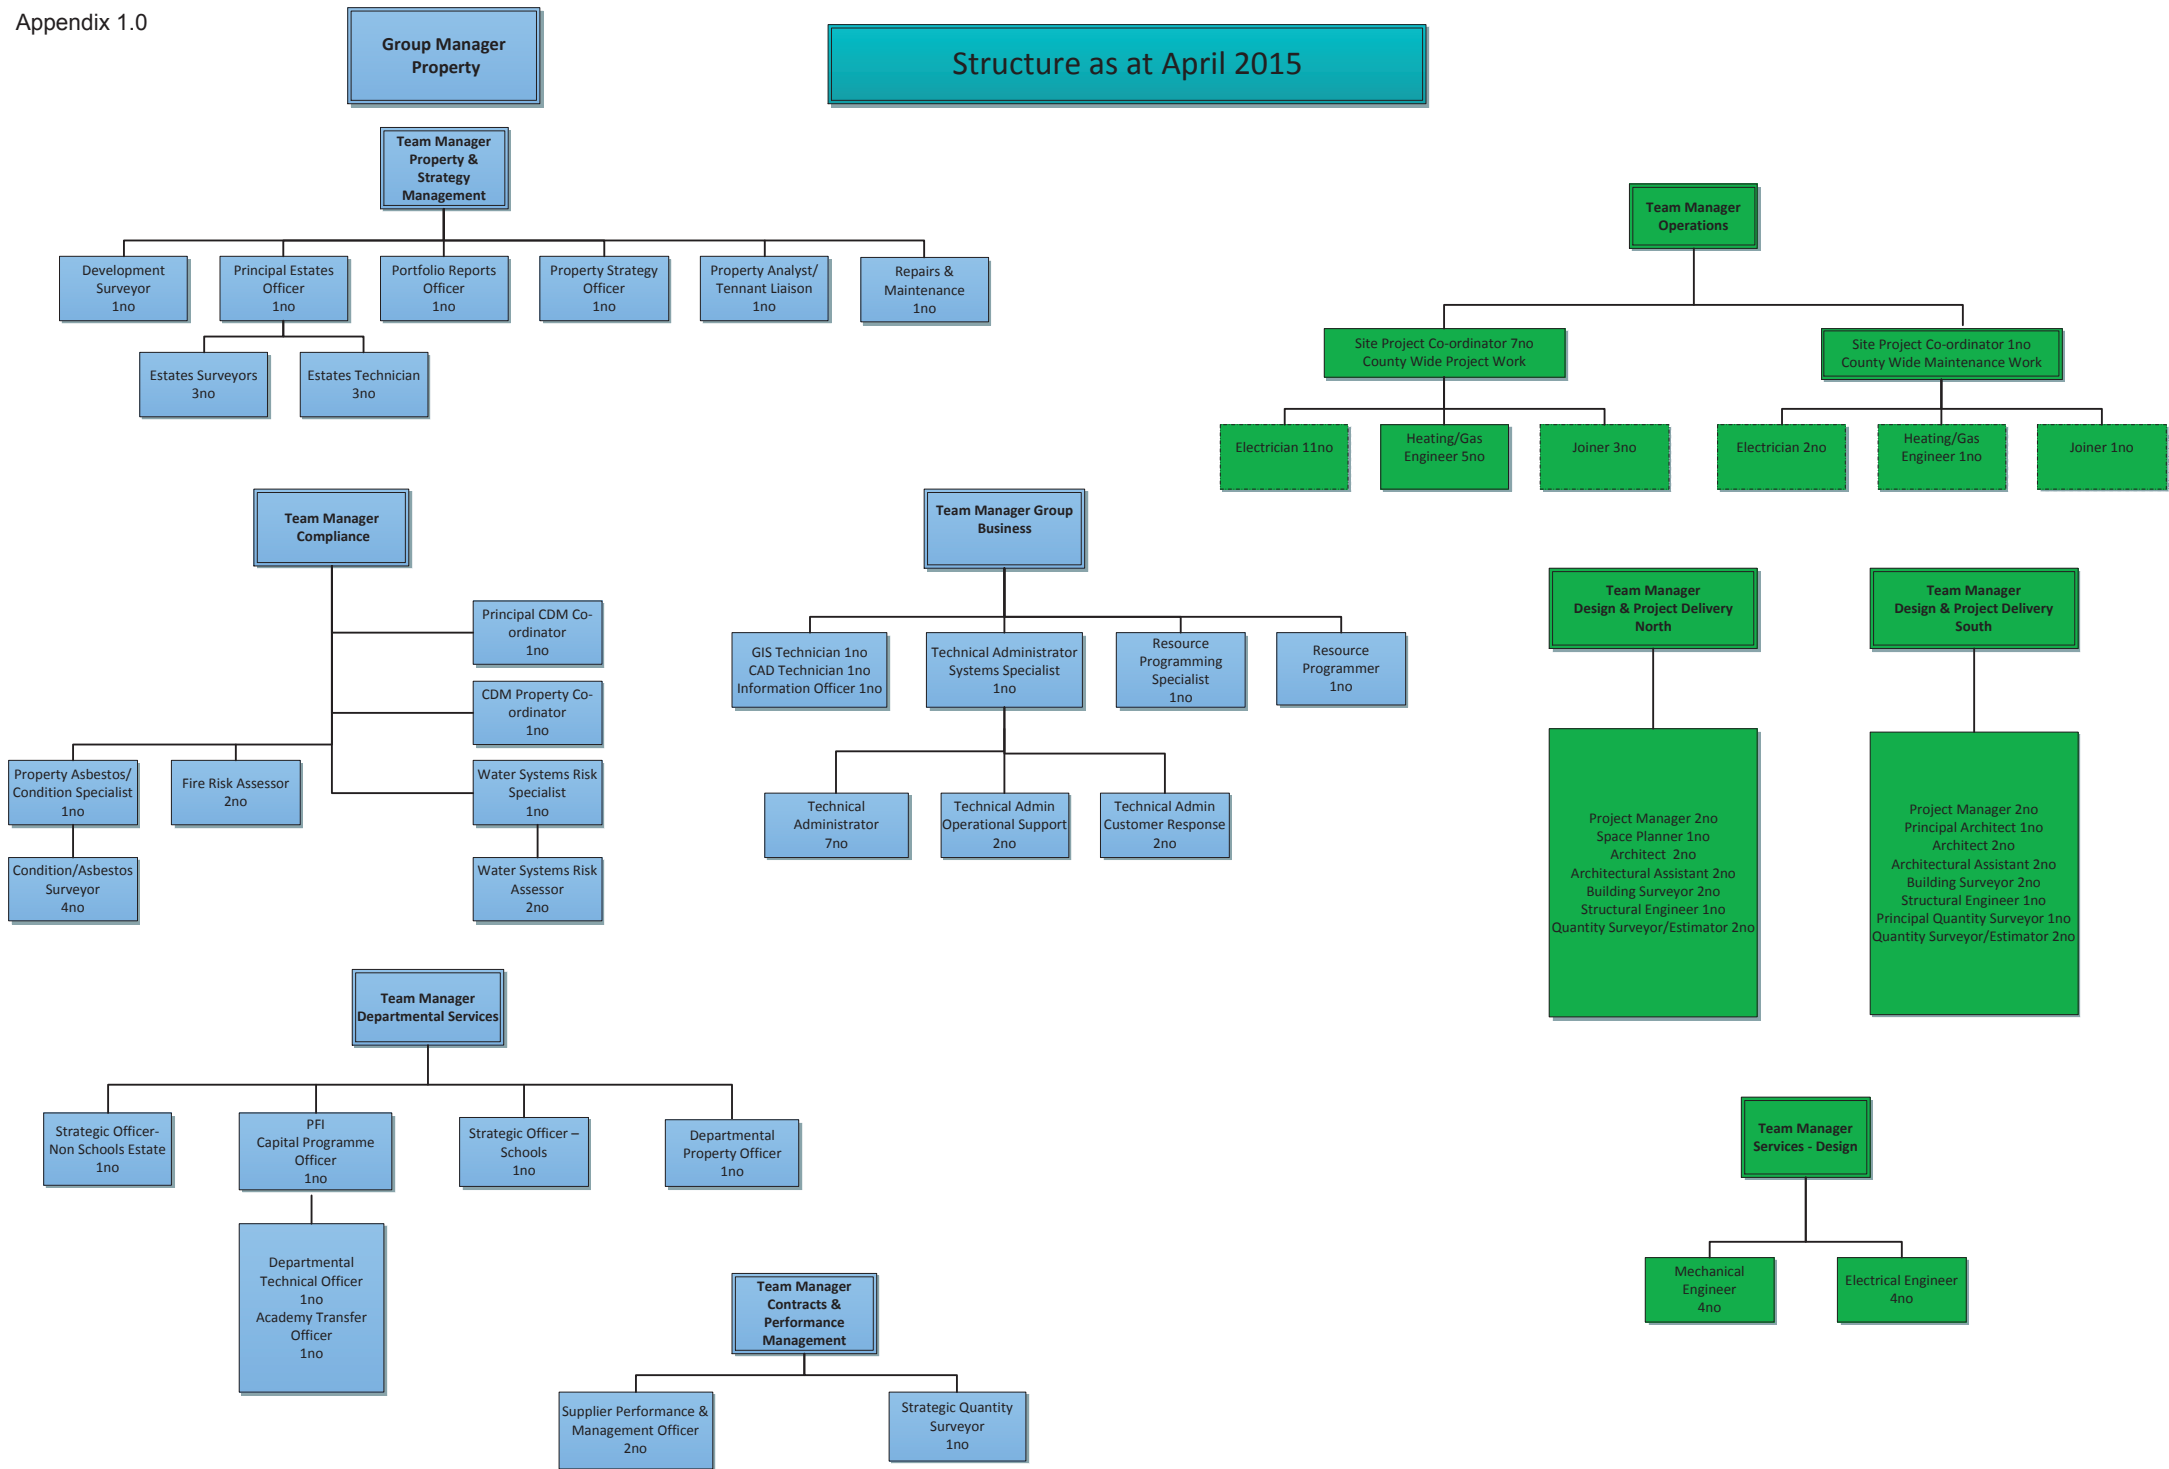 Appendix 1.0
Group Manager
Property
Structure as at April 2015
Team Manager
Property &
Strategy
Management
Development
Surveyor
1no
Principal Estates
Officer
1no
Portfolio Reports
Officer
1no
Property Strategy
Officer
1no
Property Analyst/
Tennant Liaison
1no
Repairs &
Maintenance
1no
Estates Surveyors
3no
Estates Technician
3no
Team Manager
Operations
Site Project Co-ordinator 7no
County Wide Project Work
Site Project Co-ordinator 1no
County Wide Maintenance Work
Electrician 11no
Heating/Gas
Engineer 5no
Joiner 3no
Electrician 2no
Heating/Gas
Engineer 1no
Joiner 1no
Team Manager
Compliance
Principal CDM Co-
ordinator
1no
CDM Property Co-
ordinator
1no
Property Asbestos/
Condition Specialist
1no
Fire Risk Assessor
2no
Water Systems Risk
Specialist
1no
Condition/Asbestos
Surveyor
4no
Water Systems Risk
Assessor
2no
Team Manager Group
Business
GIS Technician 1no
CAD Technician 1no
Information Officer 1no
Technical Administrator
Systems Specialist
1no
Resource
Programming
Specialist
1no
Resource
Programmer
1no
Technical
Administrator
7no
Technical Admin
Operational Support
2no
Technical Admin
Customer Response
2no
Team Manager
Design & Project Delivery
North
Team Manager
Design & Project Delivery
South
Project Manager 2no
Space Planner 1no
Architect  2no
Architectural Assistant 2no
Building Surveyor 2no
Structural Engineer 1no
Quantity Surveyor/Estimator 2no
Project Manager 2no
Principal Architect 1no
Architect 2no
Architectural Assistant 2no
Building Surveyor 2no
Structural Engineer 1no
Principal Quantity Surveyor 1no
Quantity Surveyor/Estimator 2no
Team Manager
Departmental Services
Strategic Officer-
Non Schools Estate
1no
PFI
Capital Programme
Officer
1no
Strategic Officer –
Schools
1no
Departmental
Property Officer
1no
Departmental
Technical Officer
1no
Academy Transfer
Officer
1no
Team Manager
Contracts &
Performance
Management
Supplier Performance &
Management Officer
2no
Strategic Quantity
Surveyor
1no
Team Manager
Services - Design
Mechanical
Engineer
4no
Electrical Engineer
4no